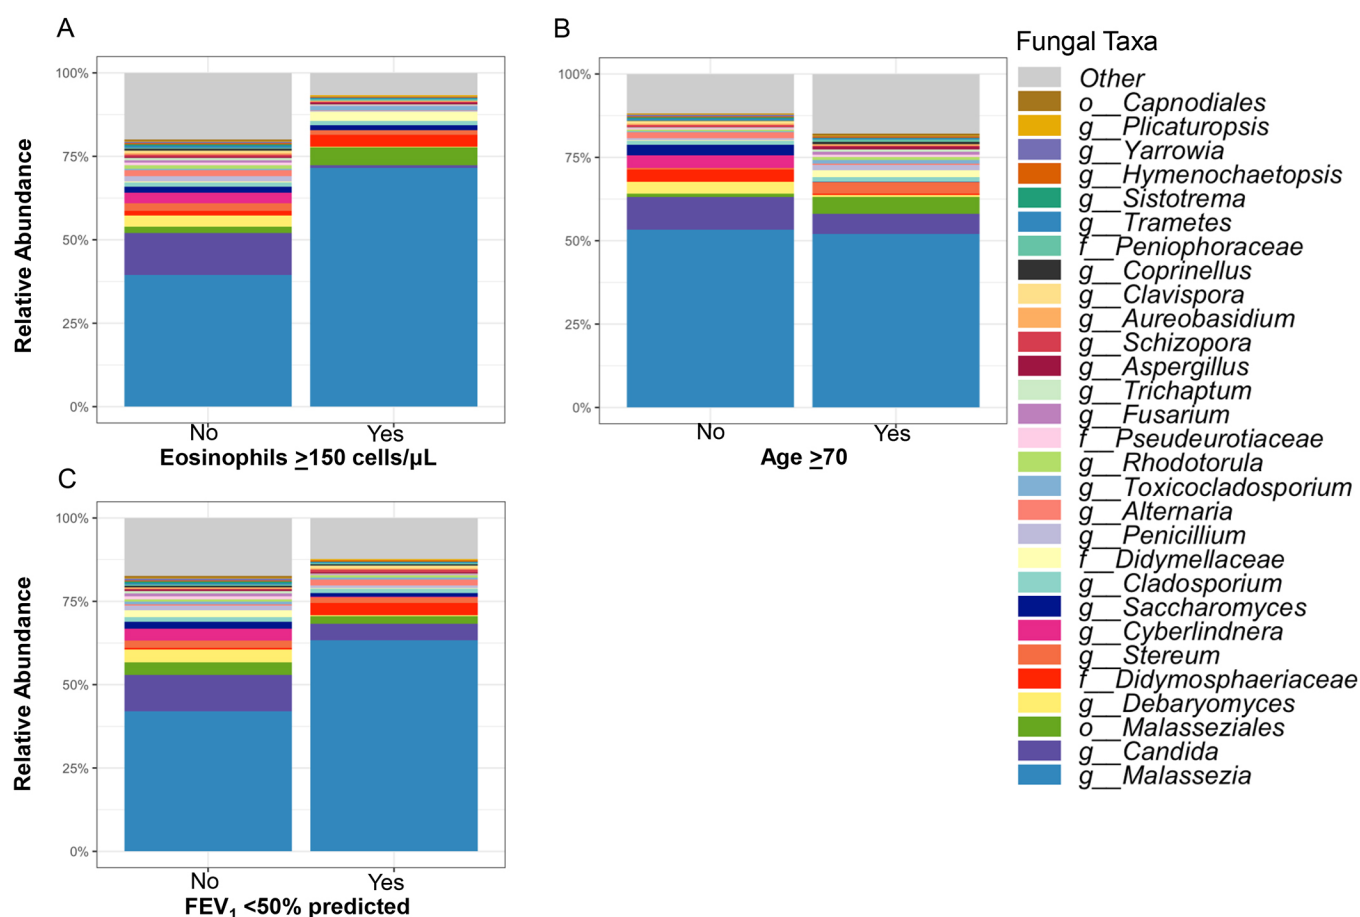 A
100%
75%
50%
25%
0%
Relative Abundance
No Yes
Eosinophils ≥150 cells/µL
B
100%
75%
50%
25%
0%
No Yes
Age ≥70
C
100%
75%
50%
25%
0%
Relative Abundance
No Yes
FEV₁ <50% predicted
Fungal Taxa
Other
o__Capnodiales
g__Plicaturopsis
g__Yarrowia
g__Hymenochaetopsis
g__Sistotrema
g__Trametes
f__Peniophoraceae
g__Coprinellus
g__Clavispora
g__Aureobasidium
g__Schizopora
g__Aspergillus
g__Trichaptum
g__Fusarium
f__Pseudeurotiaceae
g__Rhodotorula
g__Toxicocladosporium
g__Alternaria
g__Penicillium
f__Didymellaceae
g__Cladosporium
g__Saccharomyces
g__Cyberlindnera
g__Stereum
f__Didymosphaeriaceae
g__Debaryomyces
o__Malasseziales
g__Candida
g__Malassezia